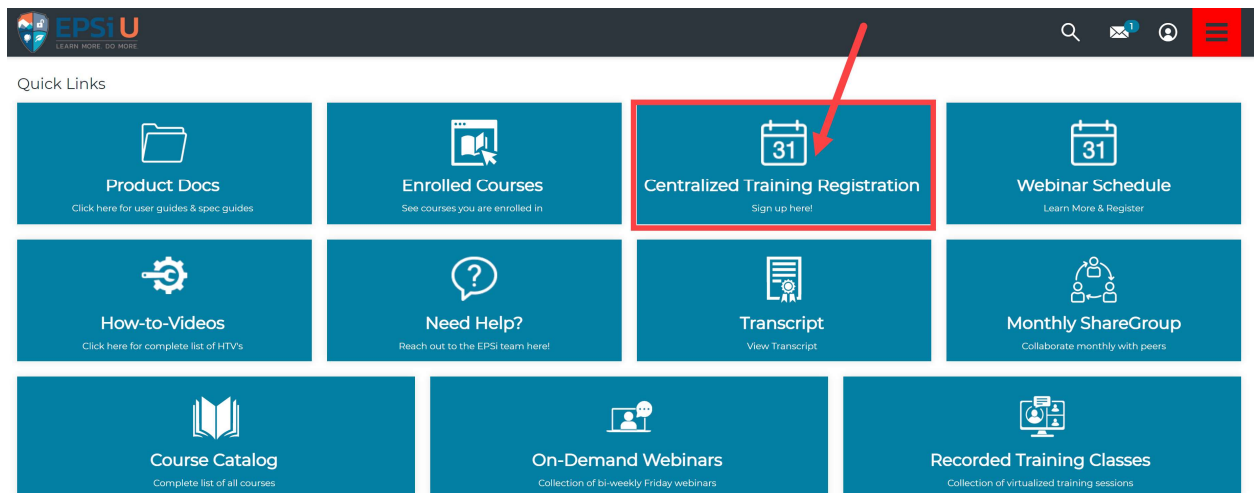 EPSi U
LEARN MORE. DO MORE.
1
Quick Links
31
31
Product Docs
Enrolled Courses
Centralized Training Registration
Webinar Schedule
Click here for user guides & spec guides
See courses you are enrolled in
Sign up here!
Learn More & Register
?
How-to-Videos
Need Help?
Transcript
Monthly ShareGroup
Click here for complete list of HTV's
Reach out to the EPSi team here!
View Transcript
Collaborate monthly with peers
Course Catalog
On-Demand Webinars
Recorded Training Classes
Complete list of all courses
Collection of bi-weekly Friday webinars
Collection of virtualized training sessions